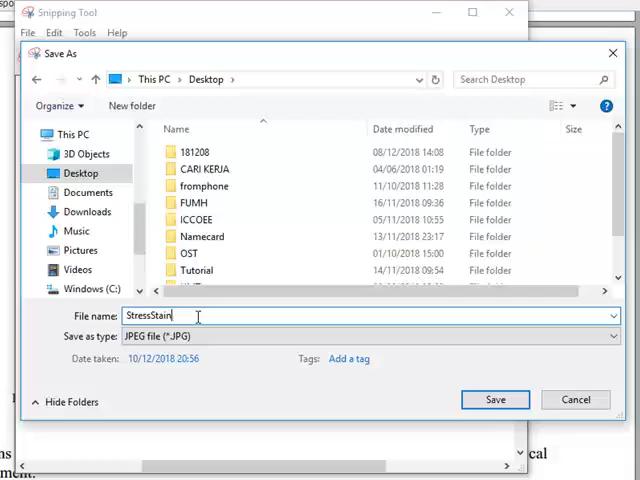 spo
Snipping Tool
File Edit Tools Help
Save As
This PC > Desktop >
Search Desktop
Organize
New folder
This PC
3D Objects
Desktop
Documents
Downloads
Music
Pictures
Videos
Windows (C:)
Name Date modified Type Size
181208 08/12/2018 14:08 File folder
CARI KERJA 04/06/2018 01:19 File folder
fromphone 11/10/2018 11:28 File folder
FUMH 16/11/2018 09:36 File folder
ICCOEE 05/11/2018 10:55 File folder
Namecard 13/11/2018 23:17 File folder
OST 01/10/2018 15:00 File folder
Tutorial 14/11/2018 09:54 File folder
File name: StressStain
Save as type: JPEG file (*.JPG)
Date taken: 10/12/2018 20:56
Tags: Add a tag
Hide Folders
Save
Cancel
ns
cal
ment.